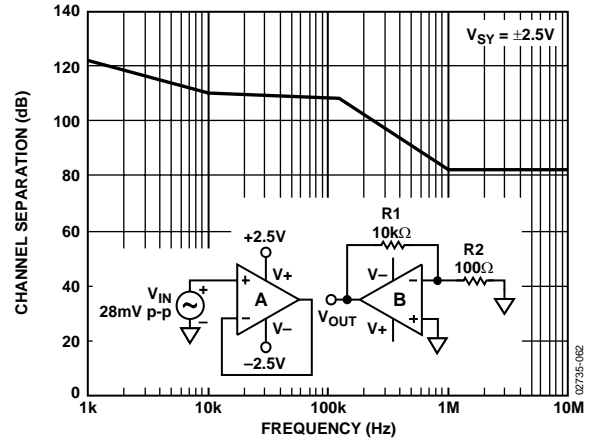 140
120
100
80
60
40
20
0
CHANNEL SEPARATION (dB)
V_SY = ±2.5V
+2.5V
V+
A
+
−
V−
−2.5V
V_IN
28mV p-p
+
−
R1
10kΩ
R2
100Ω
V−
B
−
+
V+
V_OUT
1k
10k
100k
1M
10M
FREQUENCY (Hz)
02735-062